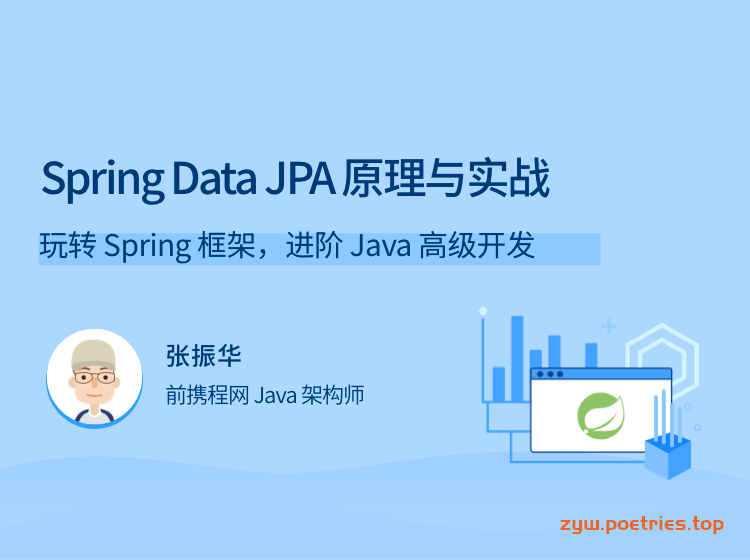 Spring Data JPA 原理与实战
玩转 Spring 框架，进阶 Java 高级开发
张振华
前携程网 Java 架构师
zyw.poetries.top